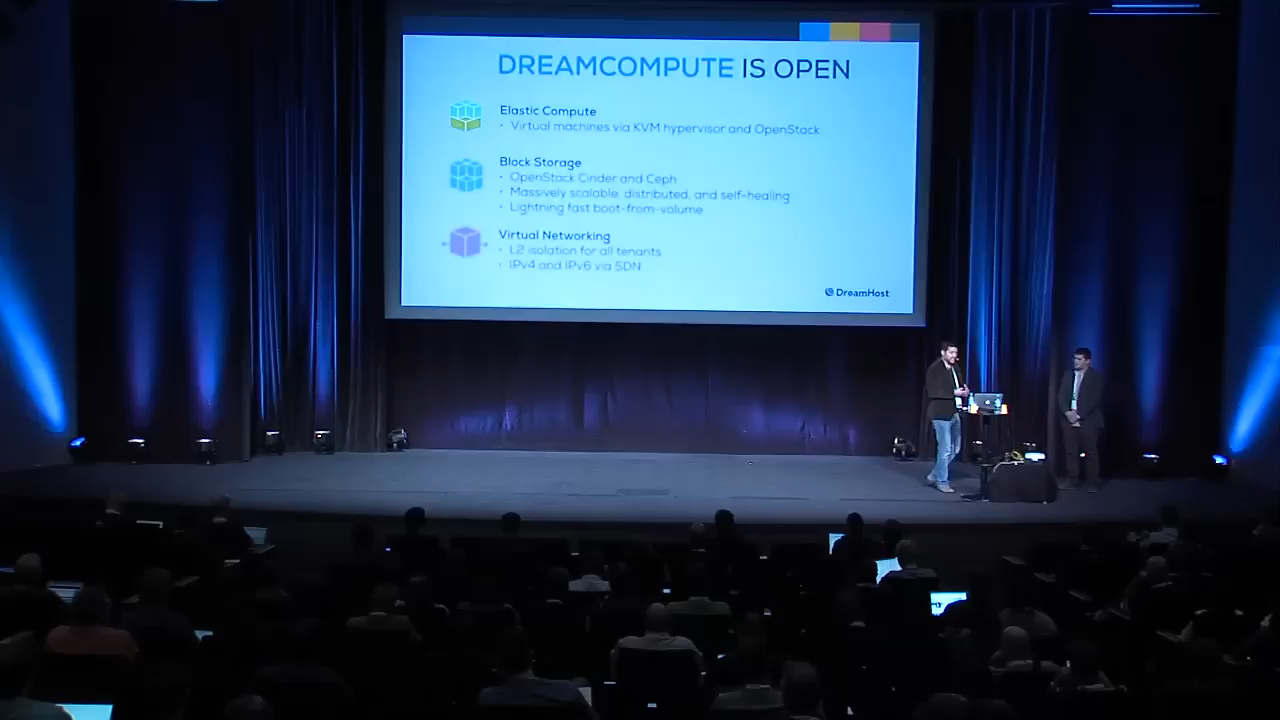 DREAMCOMPUTE IS OPEN
Elastic Compute
• Virtual machines via KVM hypervisor and OpenStack
Block Storage
• OpenStack Cinder and Ceph
• Massively scalable, distributed, and self-healing
• Lightning fast boot-from-volume
Virtual Networking
• L2 isolation for all tenants
• IPv4 and IPv6 via SDN
DreamHost